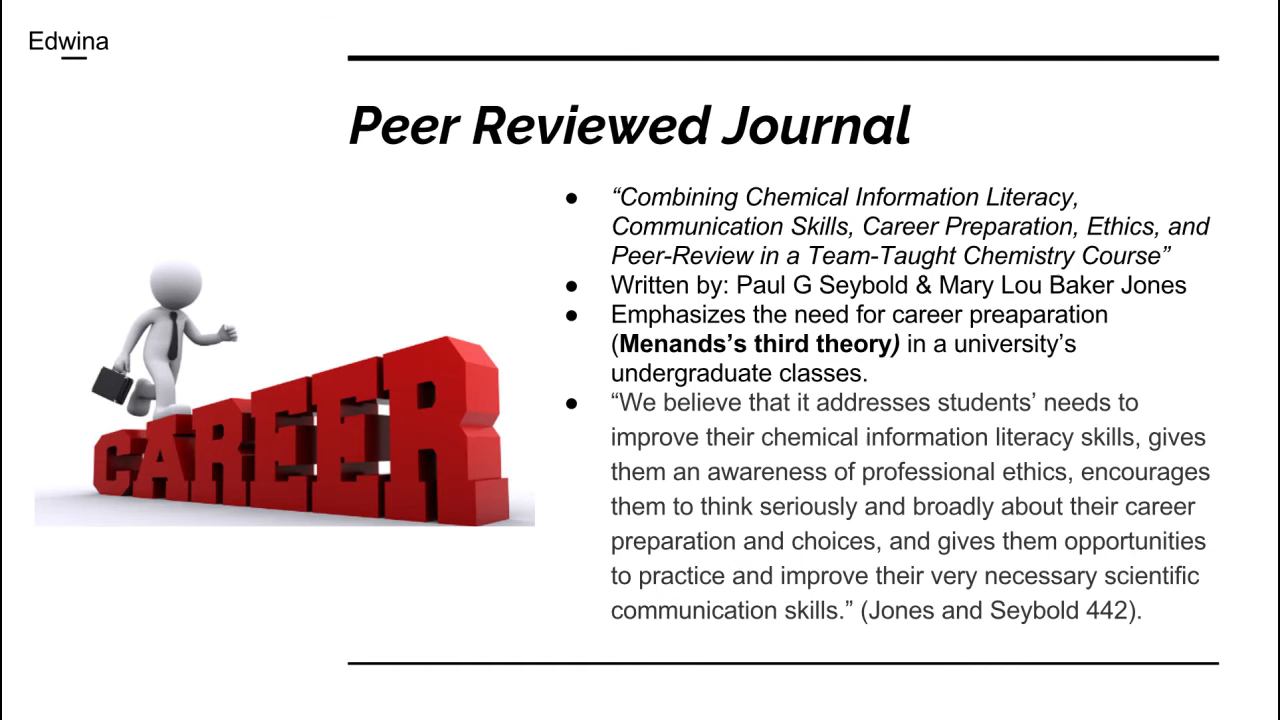 Edwina
Peer Reviewed Journal
● “Combining Chemical Information Literacy,
Communication Skills, Career Preparation, Ethics, and
Peer-Review in a Team-Taught Chemistry Course”
● Written by: Paul G Seybold & Mary Lou Baker Jones
● Emphasizes the need for career preaparation
(Menands’s third theory) in a university’s
undergraduate classes.
● “We believe that it addresses students’ needs to
improve their chemical information literacy skills, gives
them an awareness of professional ethics, encourages
them to think seriously and broadly about their career
preparation and choices, and gives them opportunities
to practice and improve their very necessary scientific
communication skills.” (Jones and Seybold 442).
CAREER